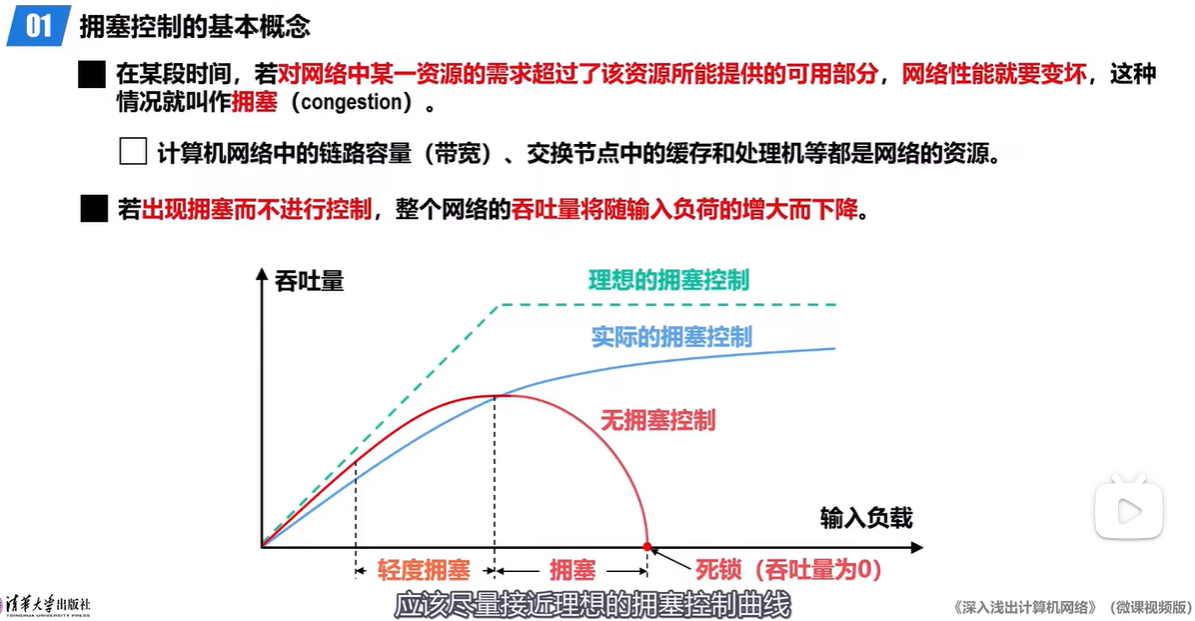 01 拥塞控制的基本概念
在某段时间，若对网络中某一资源的需求超过了该资源所能提供的可用部分，网络性能就要变坏，这种
情况就叫作拥塞（congestion）。
计算机网络中的链路容量（带宽）、交换节点中的缓存和处理机等都是网络的资源。
若出现拥塞而不进行控制，整个网络的吞吐量将随输入负荷的增大而下降。
吞吐量
理想的拥塞控制
实际的拥塞控制
无拥塞控制
输入负载
轻度拥塞
拥塞
死锁（吞吐量为0）
应该尽量接近理想的拥塞控制曲线
清华大学出版社
TSINGHUA UNIVERSITY PRESS
《深入浅出计算机网络》（微课视频版）